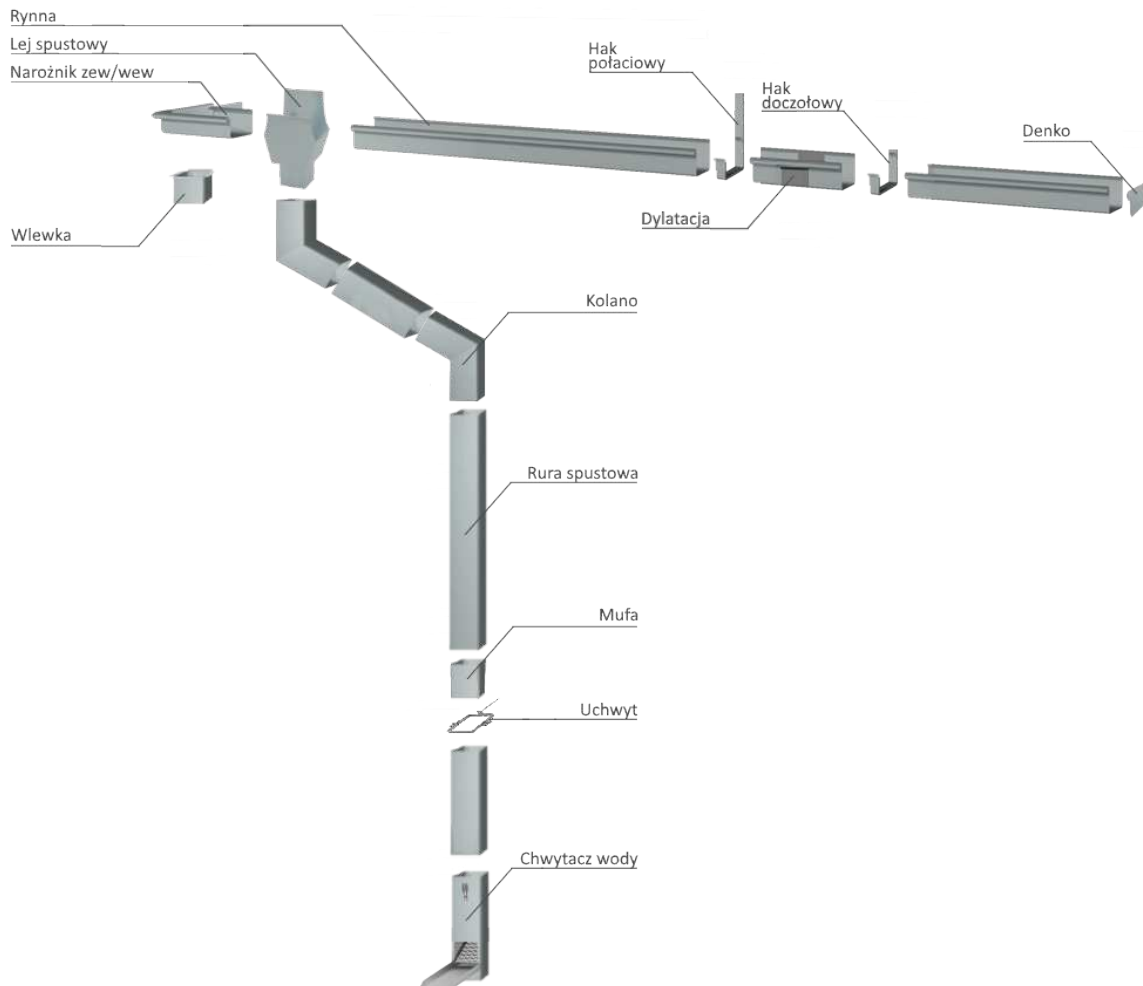 Rynna
Lej spustowy
Narożnik zew/wew
Hak
połaciowy
Hak
doczołowy
Denko
Dylatacja
Wlewka
Kolano
Rura spustowa
Mufa
Uchwyt
Chwytacz wody